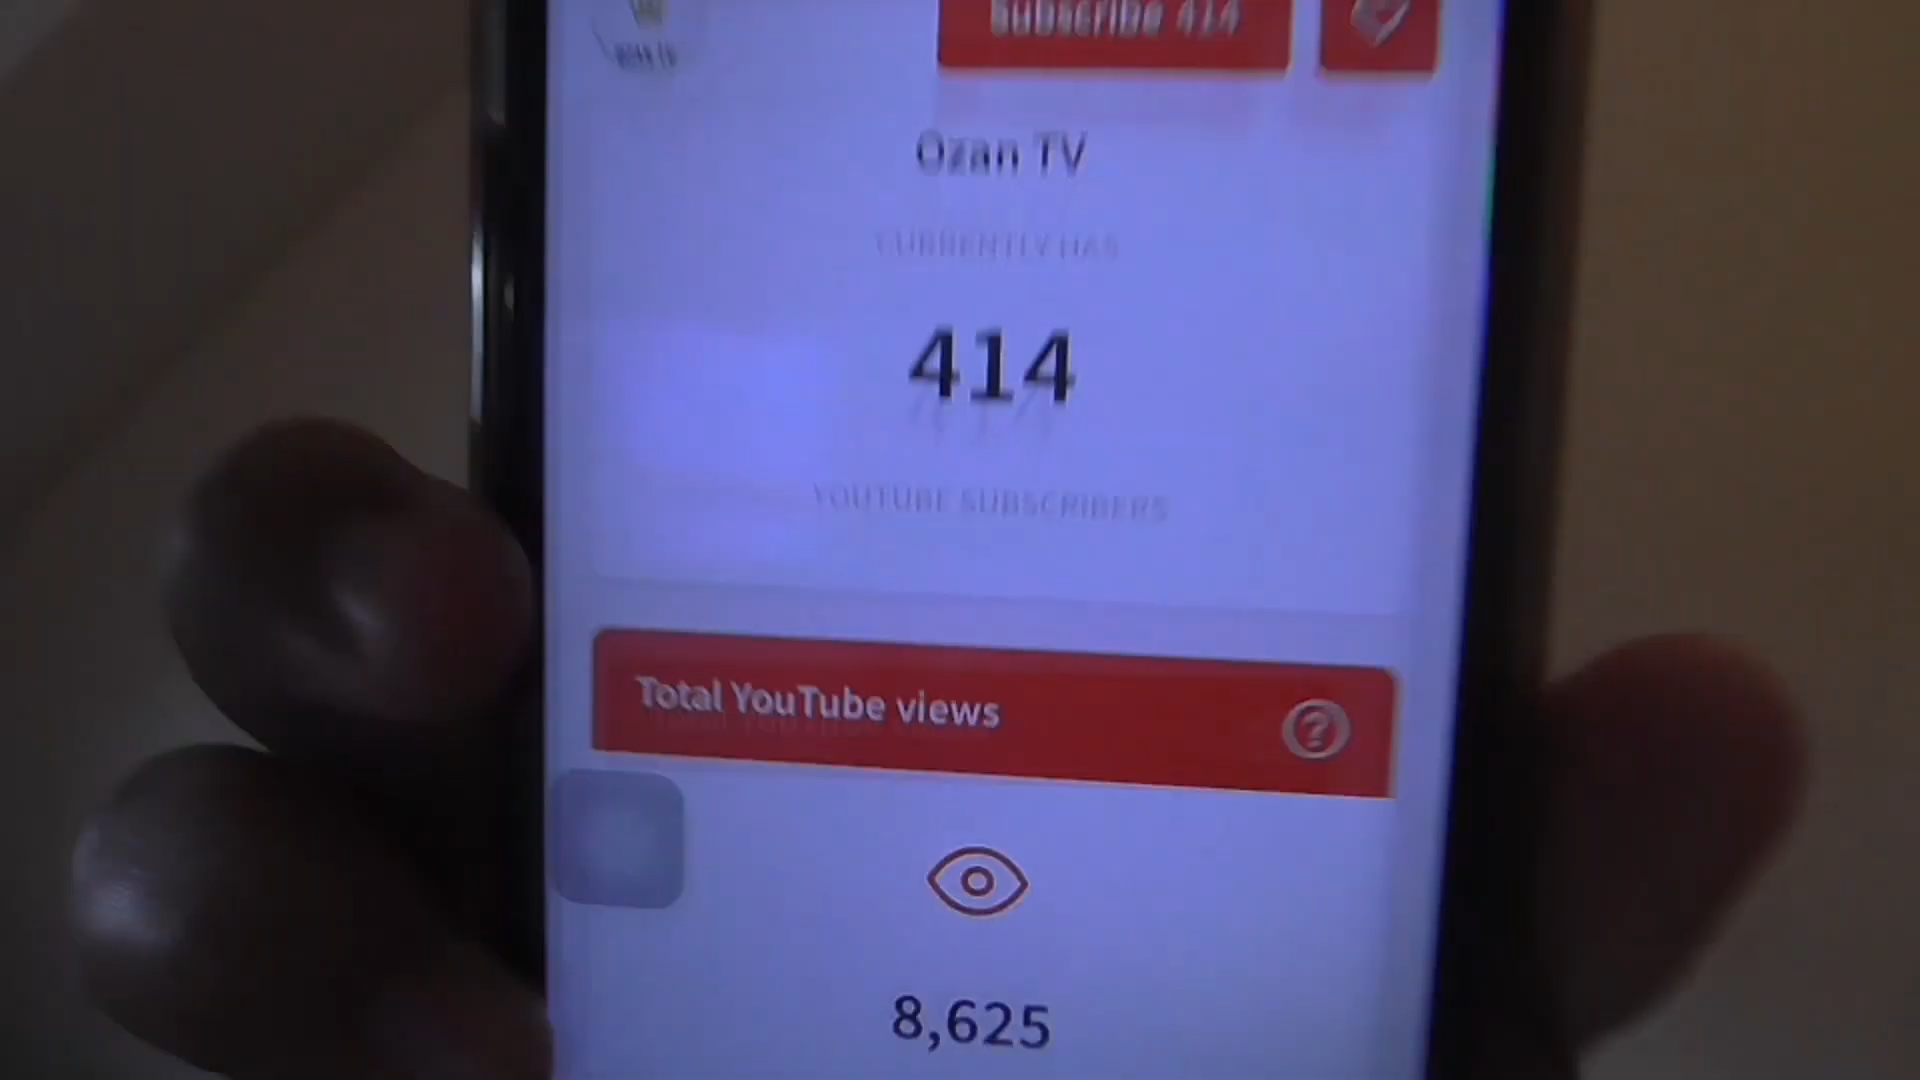 Subscribe 414
Ozan TV
CURRENTLY HAS
414
YOUTUBE SUBSCRIBERS
Total YouTube views
?
8,625